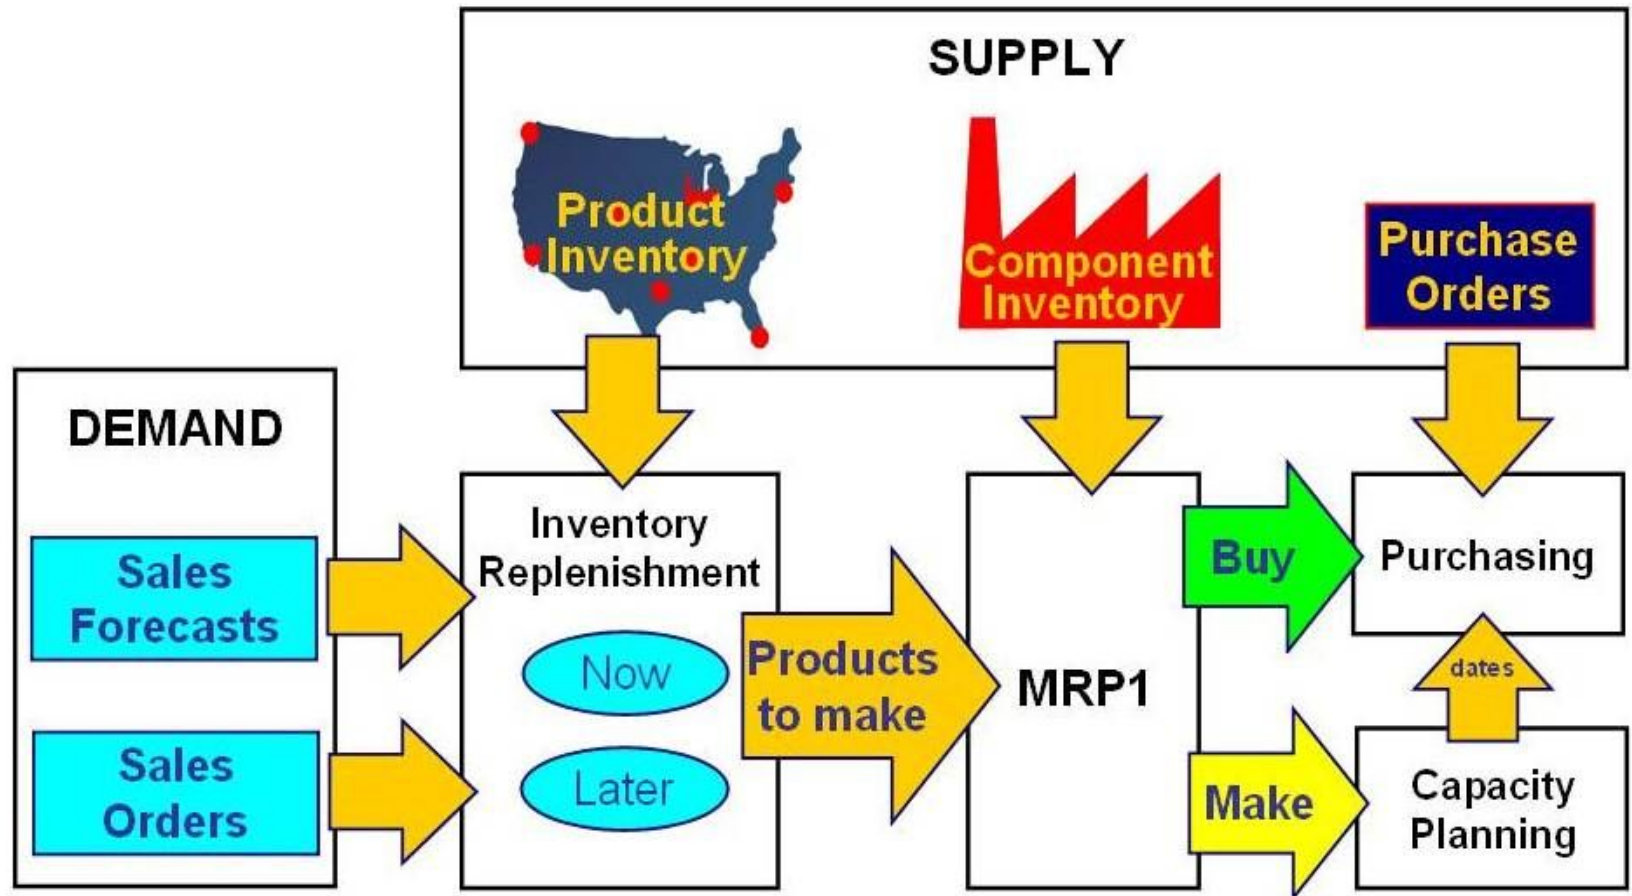 SUPPLY
Product
Inventory
Component
Inventory
Purchase
Orders
DEMAND
Sales
Forecasts
Sales
Orders
Inventory
Replenishment
Now
Later
Products
to make
MRP1
Buy
Make
Purchasing
dates
Capacity
Planning